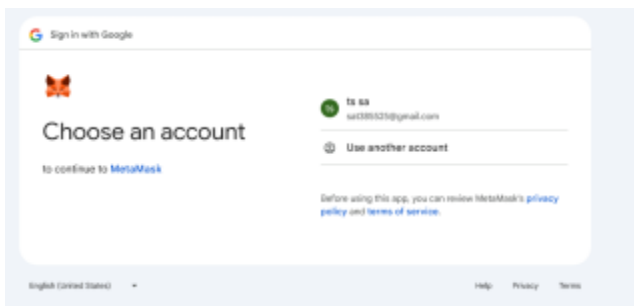 Sign in with Google
Choose an account
to continue to MetaMask
ts sa
Use another account
Before using this app, you can review MetaMask's privacy
policy and terms of service.
English (United States)
Help Privacy Terms